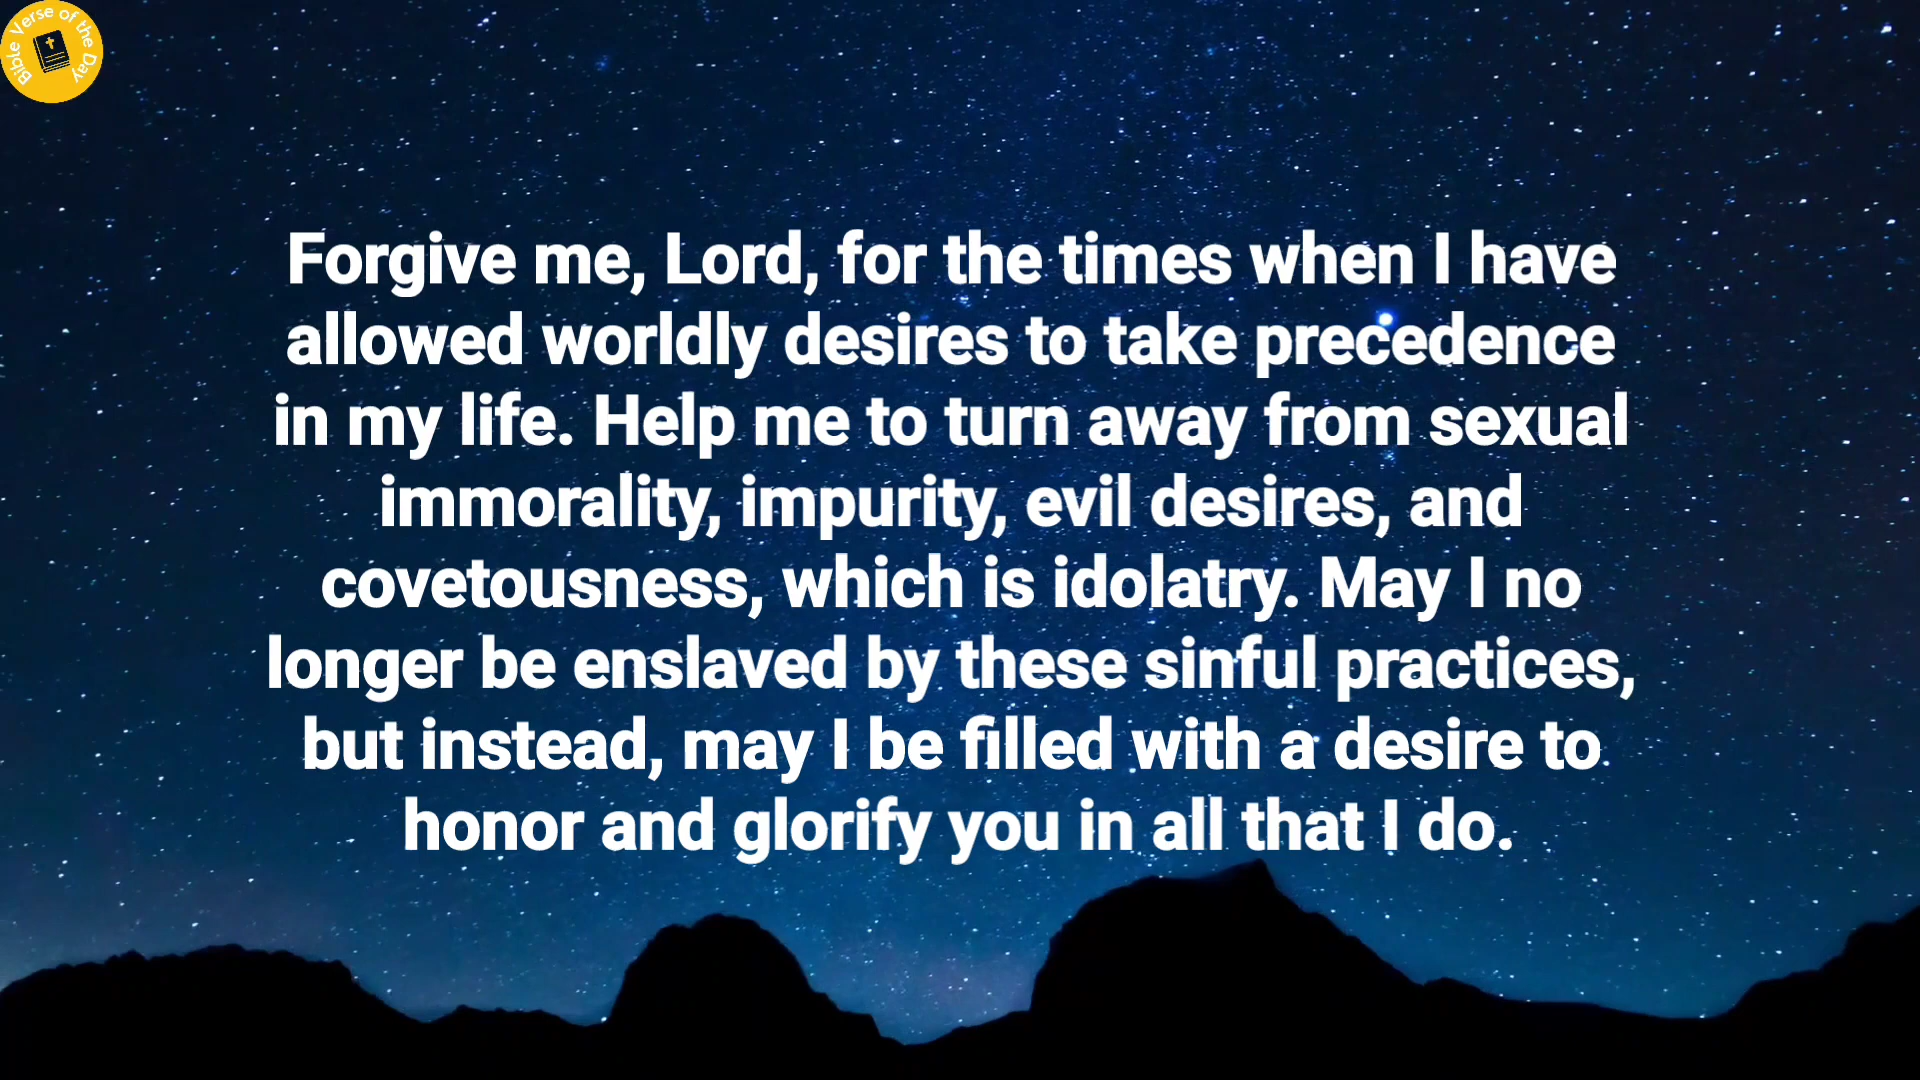 Bible Verse of the Day
Forgive me, Lord, for the times when I have
allowed worldly desires to take precedence
in my life. Help me to turn away from sexual
immorality, impurity, evil desires, and
covetousness, which is idolatry. May I no
longer be enslaved by these sinful practices,
but instead, may I be filled with a desire to
honor and glorify you in all that I do.